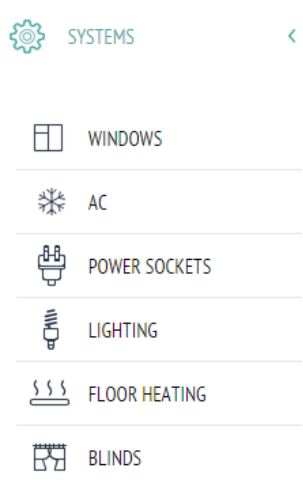 SYSTEMS
WINDOWS
AC
POWER SOCKETS
LIGHTING
FLOOR HEATING
BLINDS